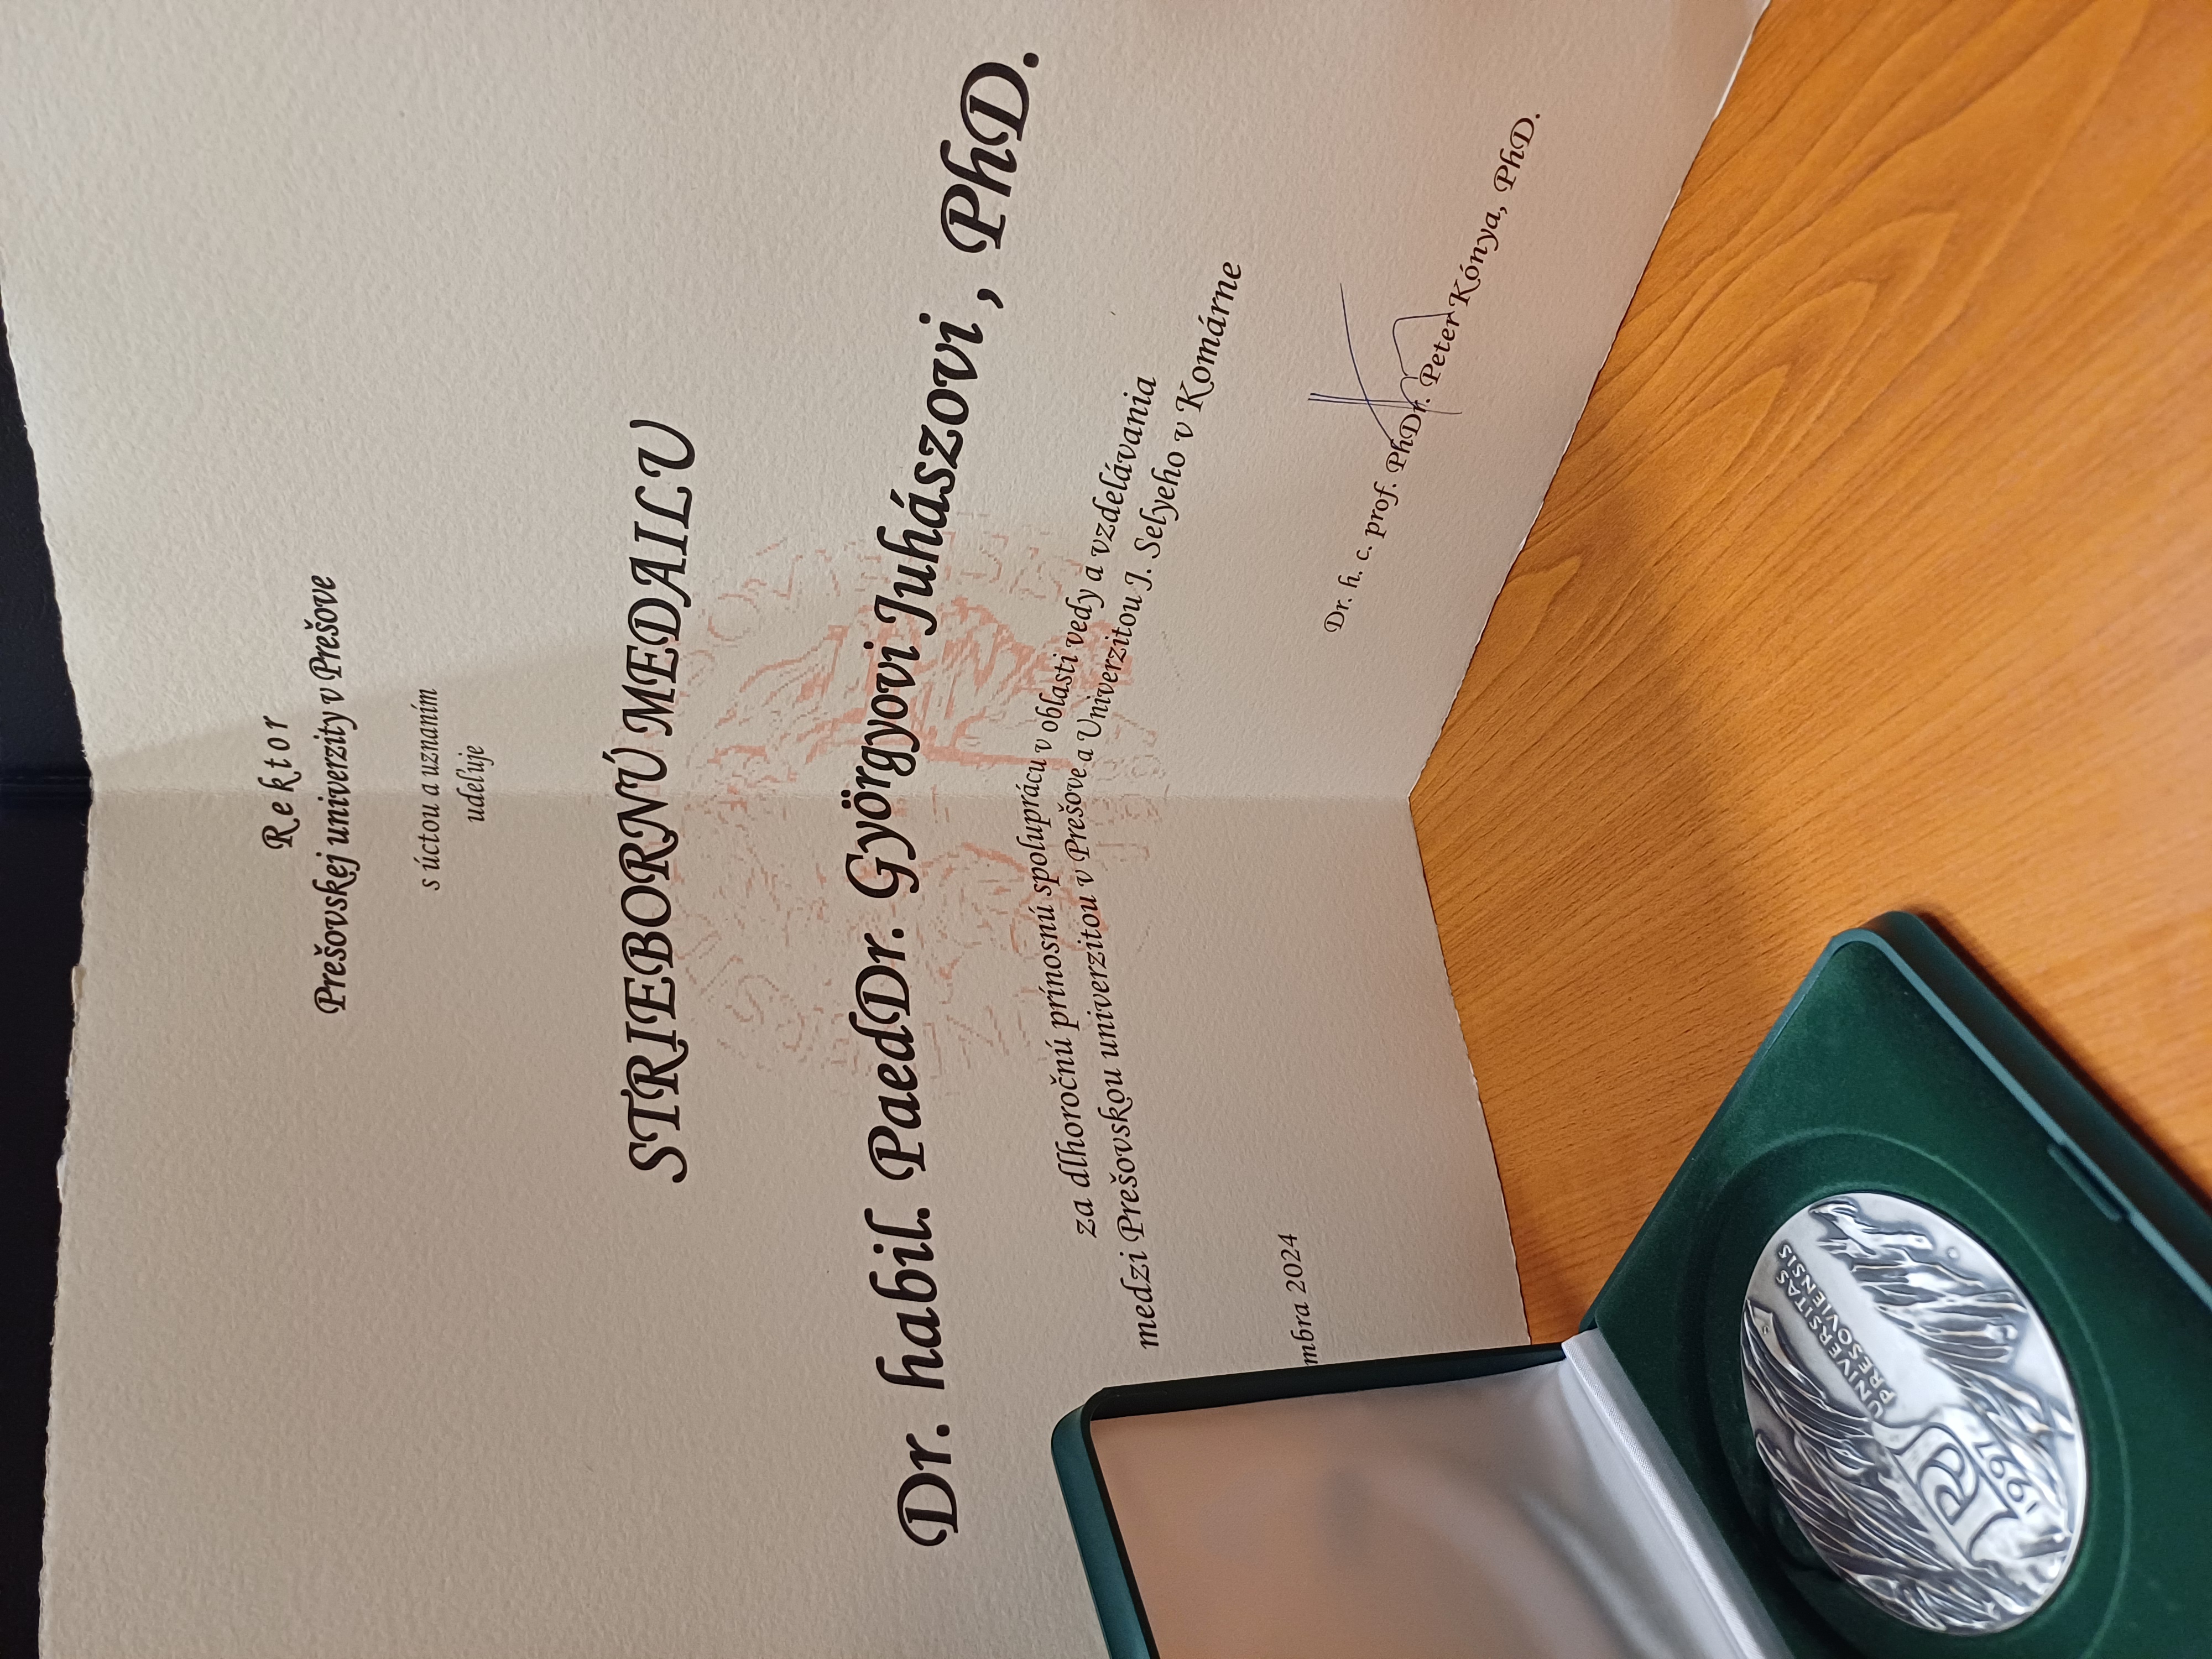 Rektor
Prešovskej univerzity v Prešove
s úctou a uznaním
udeľuje
STRIEBORNÚ MEDAILU
Dr. habil. PaedDr. Györgyovi Juhászovi , PhD.
za dlhoročnú prínosnú spoluprácu v oblasti vedy a vzdelávania
medzi Prešovskou univerzitou v Prešove a Univerzitou J. Selyeho v Komárne
mbra 2024
Dr. h. c. prof. PhDr. Peter Kónya, PhD.
UNIVERSITAS
PRESOVIENSIS
1997